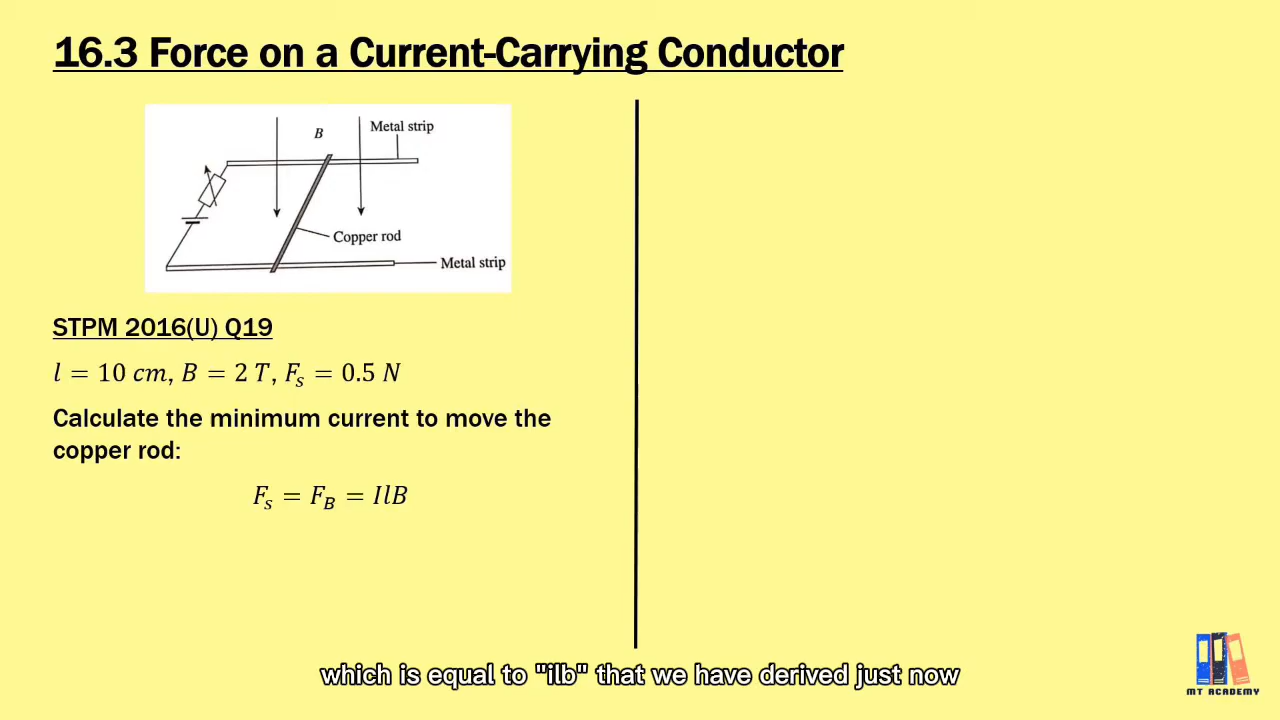 16.3 Force on a Current-Carrying Conductor
B
Metal strip
Copper rod
Metal strip
STPM 2016(U) Q19
l = 10 cm, B = 2 T, Fₛ = 0.5 N
Calculate the minimum current to move the
copper rod:
Fₛ = F_B = IlB
which is equal to "ilb" that we have derived just now
MT ACADEMY